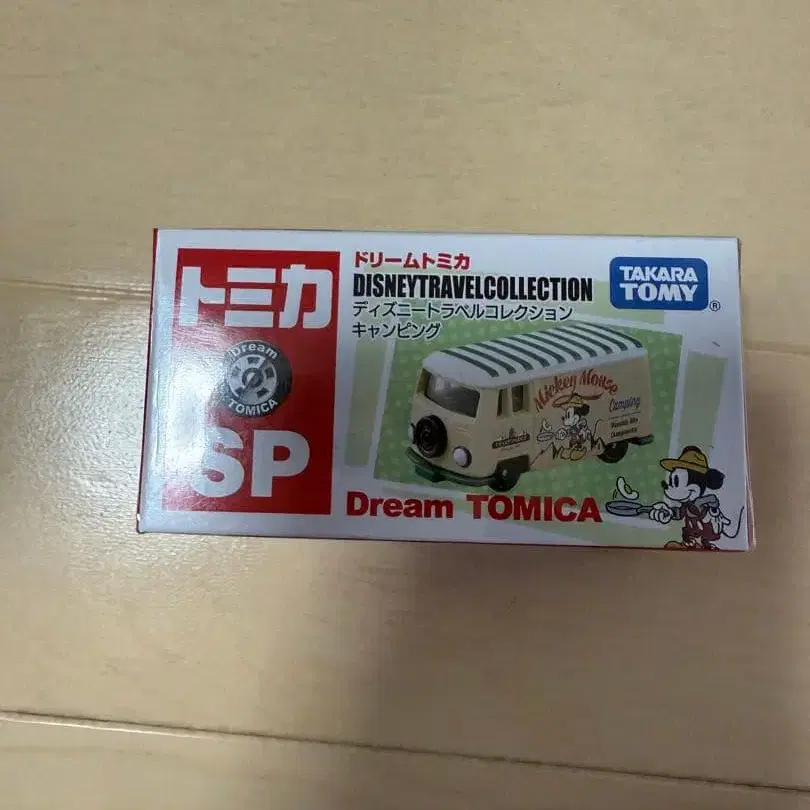 トミカ
Dream
TOMICA
SP
ドリームトミカ
DISNEYTRAVELCOLLECTION
ディズニートラベルコレクション
キャンピング
TAKARA
TOMY
®
Mickey Mouse
Camping
Dream TOMICA